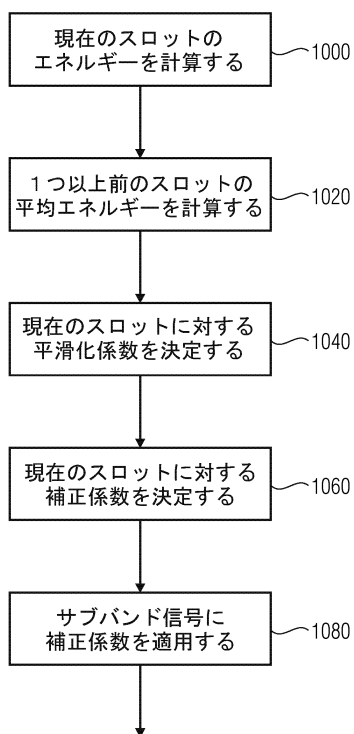 現在のスロットの
エネルギーを計算する
1000
１つ以上前のスロットの
平均エネルギーを計算する
1020
現在のスロットに対する
平滑化係数を決定する
1040
現在のスロットに対する
補正係数を決定する
1060
サブバンド信号に
補正係数を適用する
1080